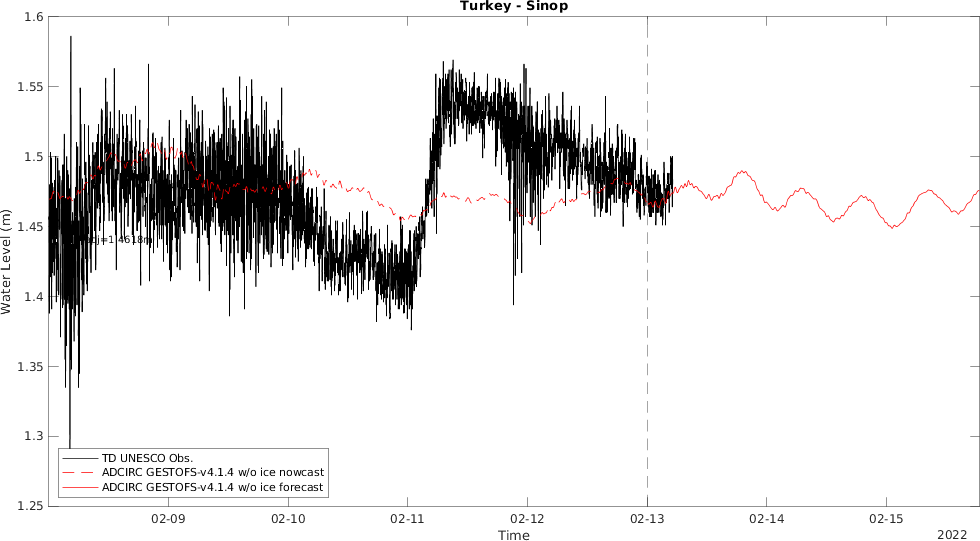 Turkey - Sinop
1.6
1.55
1.5
1.45
1.4
1.35
1.3
1.25
Water Level (m)
=1.4618m
TD UNESCO Obs.
ADCIRC GESTOFS-v4.1.4 w/o ice nowcast
ADCIRC GESTOFS-v4.1.4 w/o ice forecast
02-09
02-10
02-11
02-12
02-13
02-14
02-15
Time
2022